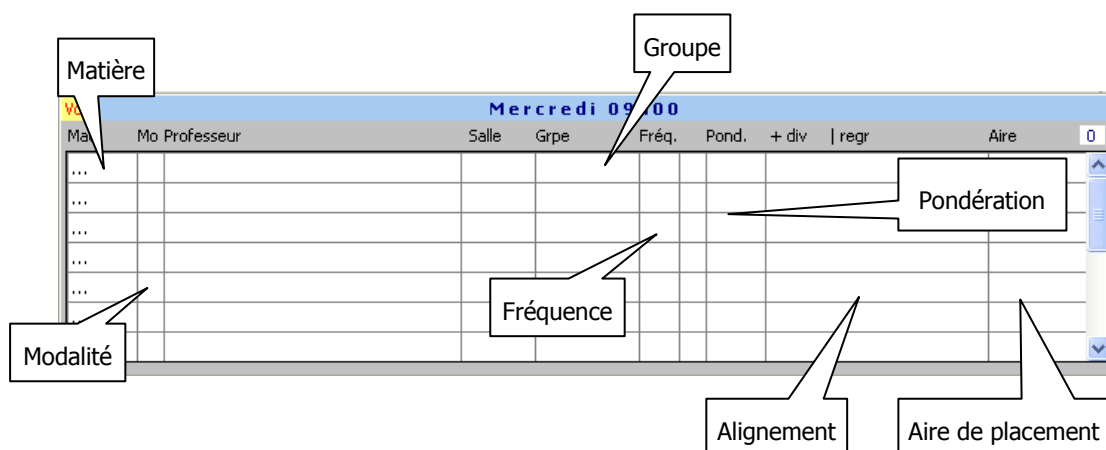 Groupe
Matière
Mercredi 09
00
Mo Professeur Salle Grpe Fréq. Pond. + div | regr Aire 0
...
...
...
...
...
Pondération
Fréquence
Modalité
Alignement Aire de placement